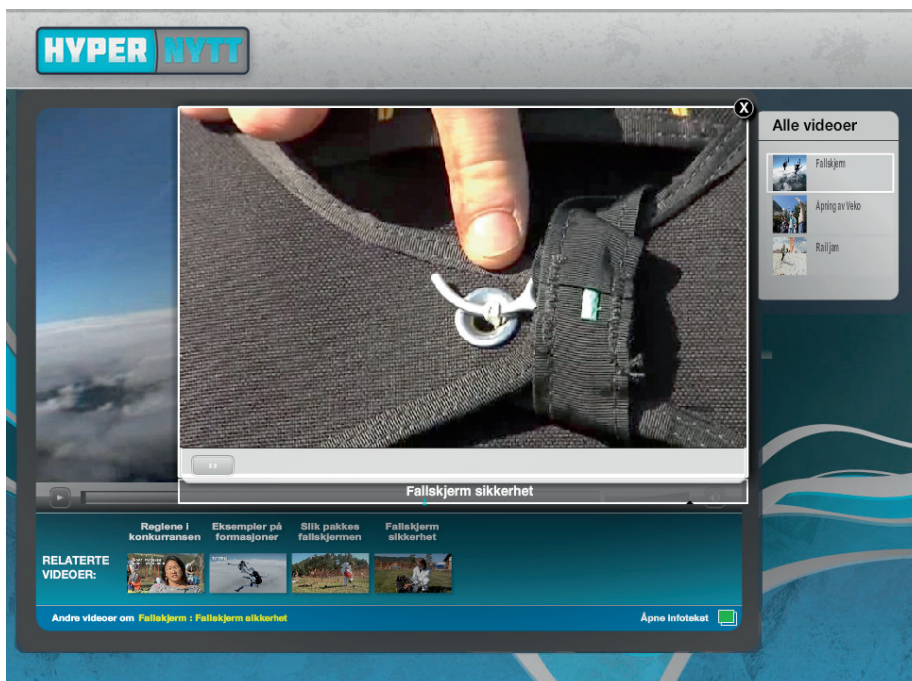 HYPER NYTT
X
Alle videoer
Fallskjerm
Åpning av Veko
Rail jam
Fallskjerm sikkerhet
Reglene i
konkurransen
Eksempler på
formasjoner
Slik pakkes
fallskjermen
Fallskjerm
sikkerhet
RELATERTE
VIDEOER:
Andre videoer om Fallskjerm : Fallskjerm sikkerhet
Åpne Infoteket